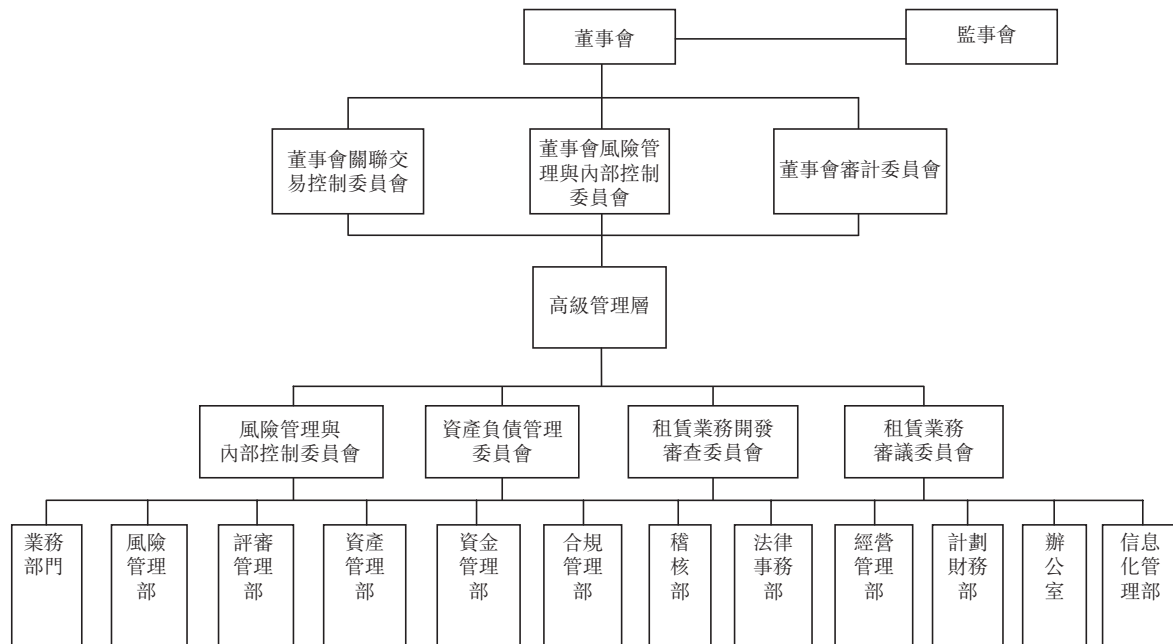 董事會
監事會
董事會關聯交
易控制委員會
董事會風險管
理與內部控制
委員會
董事會審計委員會
高級管理層
風險管理與
內部控制委員會
資產負債管理
委員會
租賃業務開發
審查委員會
租賃業務
審議委員會
業務
部門
風險
管理
部
評審
管理
部
資產
管理
部
資金
管理
部
合規
管理
部
稽
核
部
法律
事務
部
經營
管理
部
計劃
財務
部
辦
公
室
信息
化管
理部